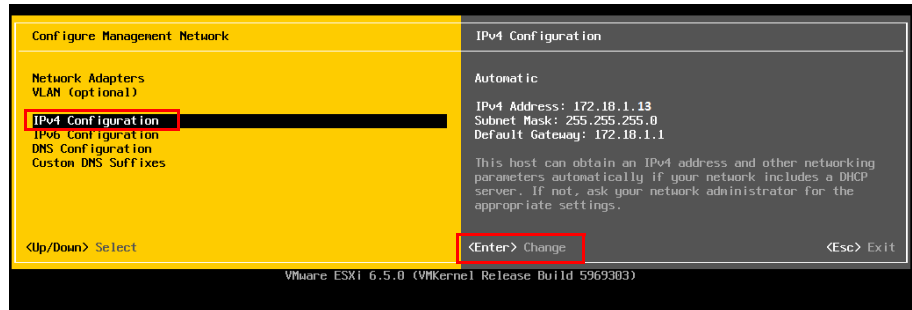 Configure Management Network
Network Adapters
VLAN (optional)
IPv4 Configuration
IPv6 Configuration
DNS Configuration
Custom DNS Suffixes
<Up/Down> Select
IPv4 Configuration
Automatic
IPv4 Address: 172.18.1.13
Subnet Mask: 255.255.255.0
Default Gateway: 172.18.1.1
This host can obtain an IPv4 address and other networking
parameters automatically if your network includes a DHCP
server. If not, ask your network administrator for the
appropriate settings.
<Enter> Change
<Esc> Exit
VMware ESXi 6.5.0 (VMKernel Release Build 5969303)